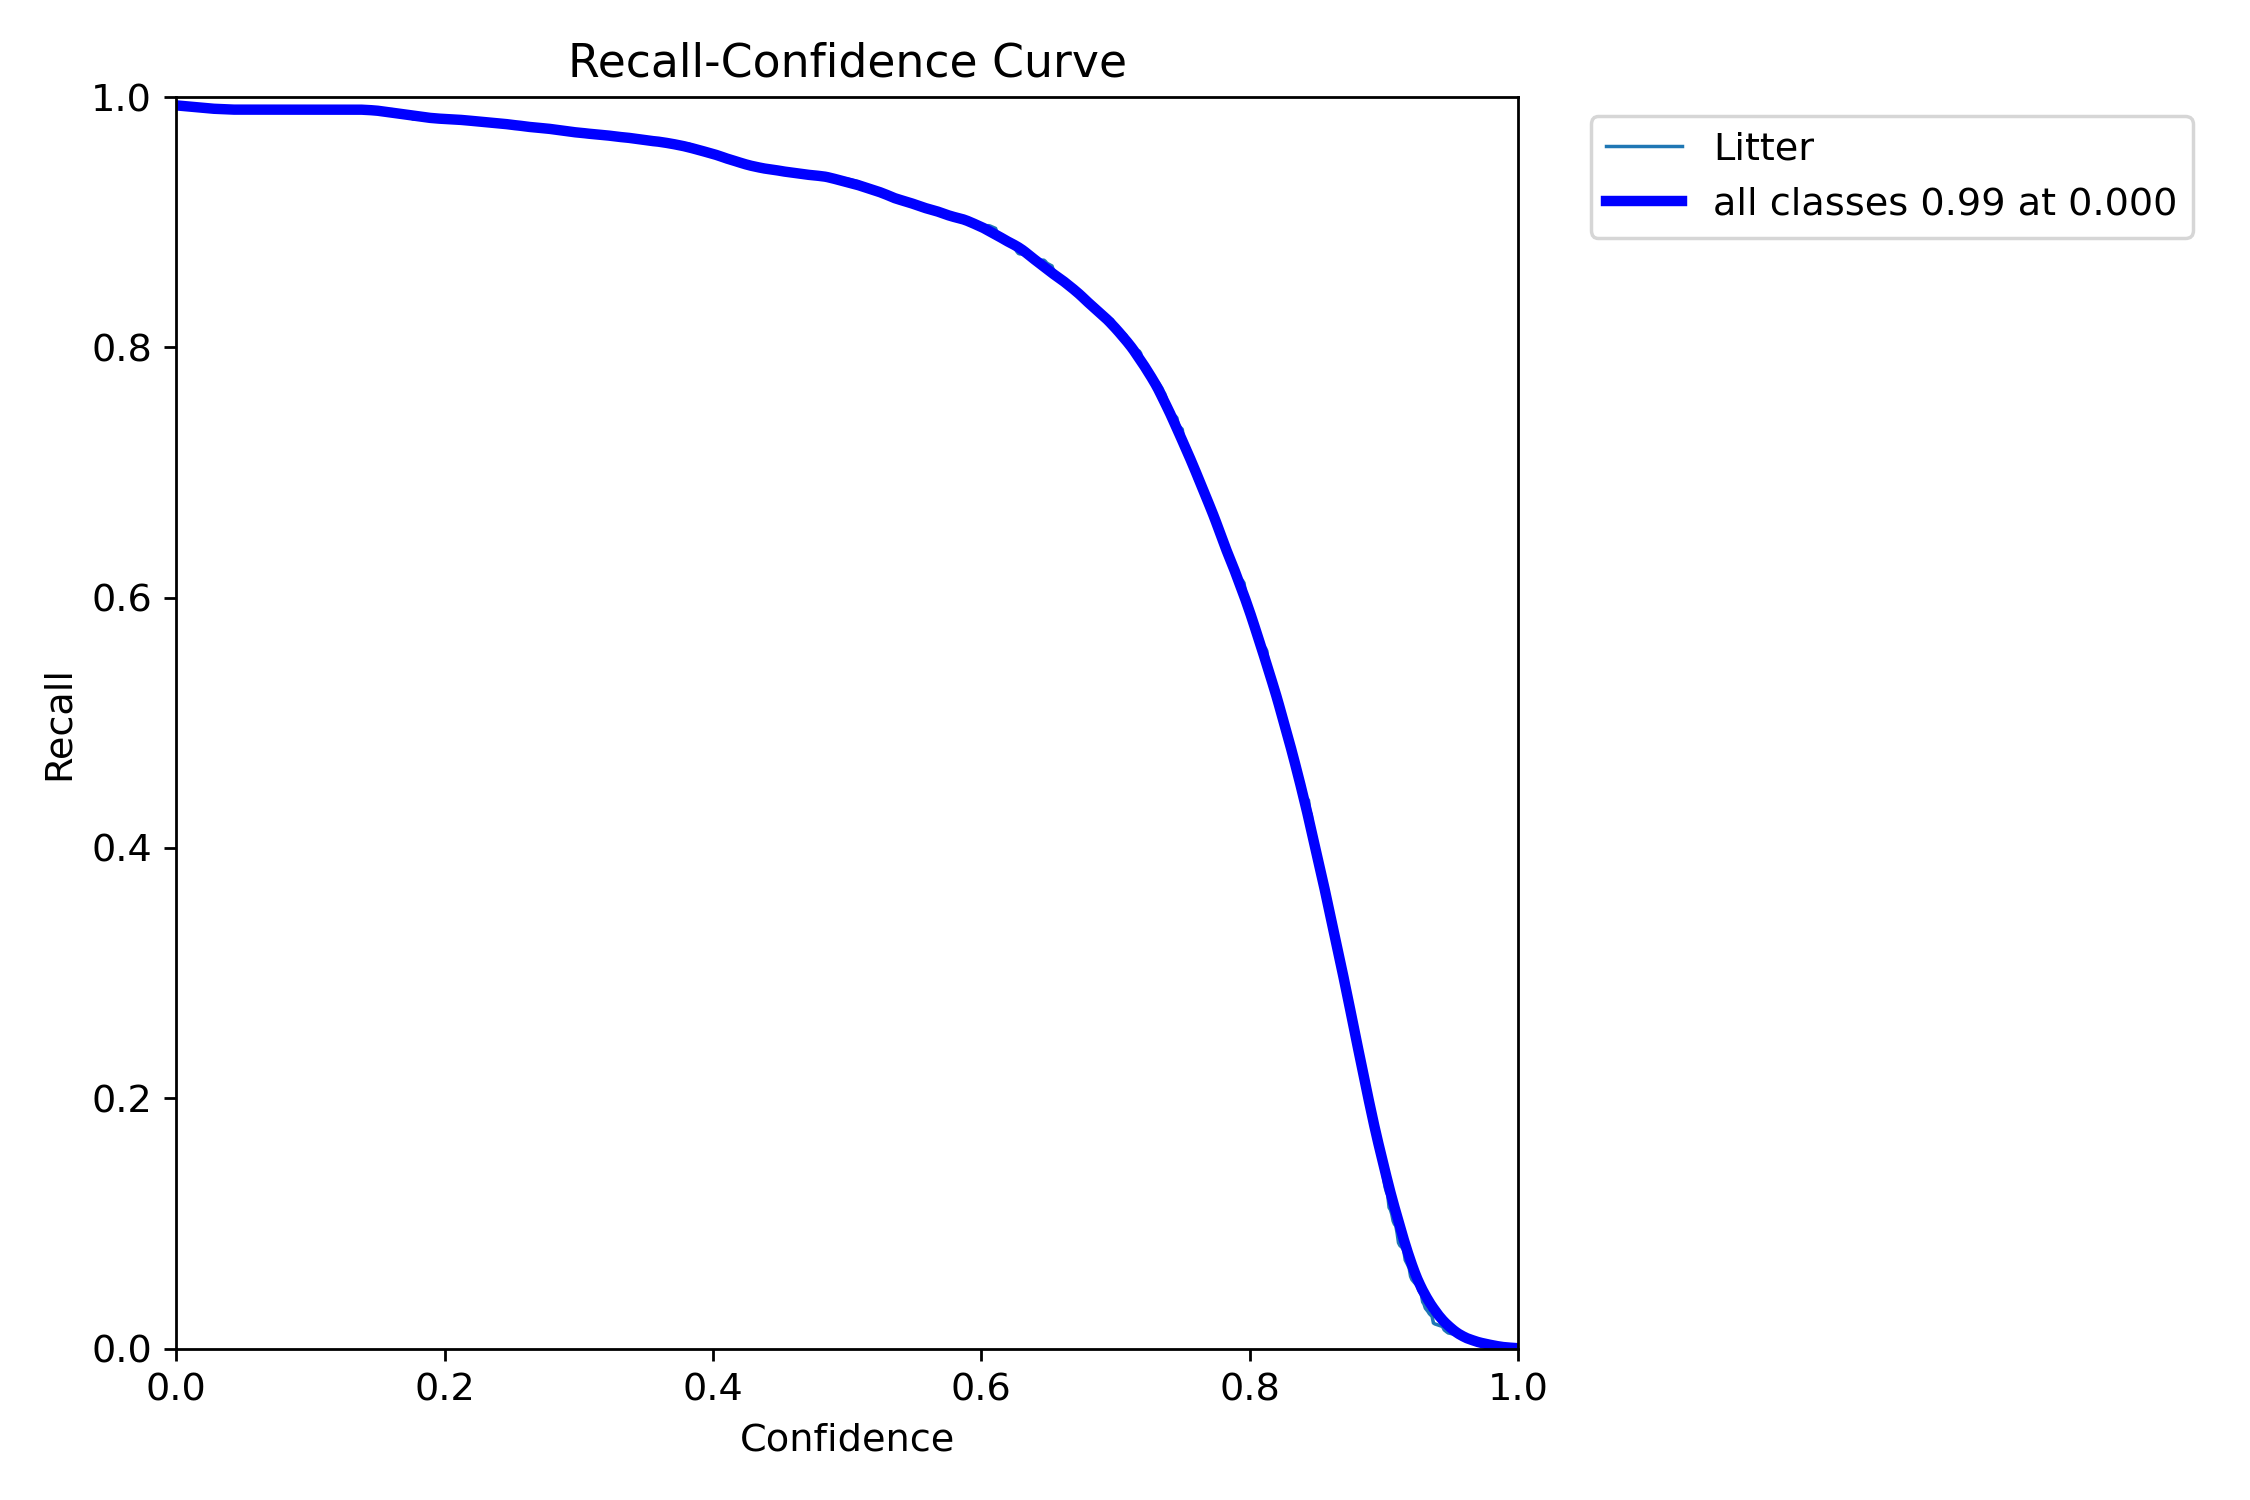 Recall-Confidence Curve
Litter
all classes 0.99 at 0.000
1.0
0.8
0.6
0.4
0.2
0.0
Recall
0.0 0.2 0.4 0.6 0.8 1.0
Confidence